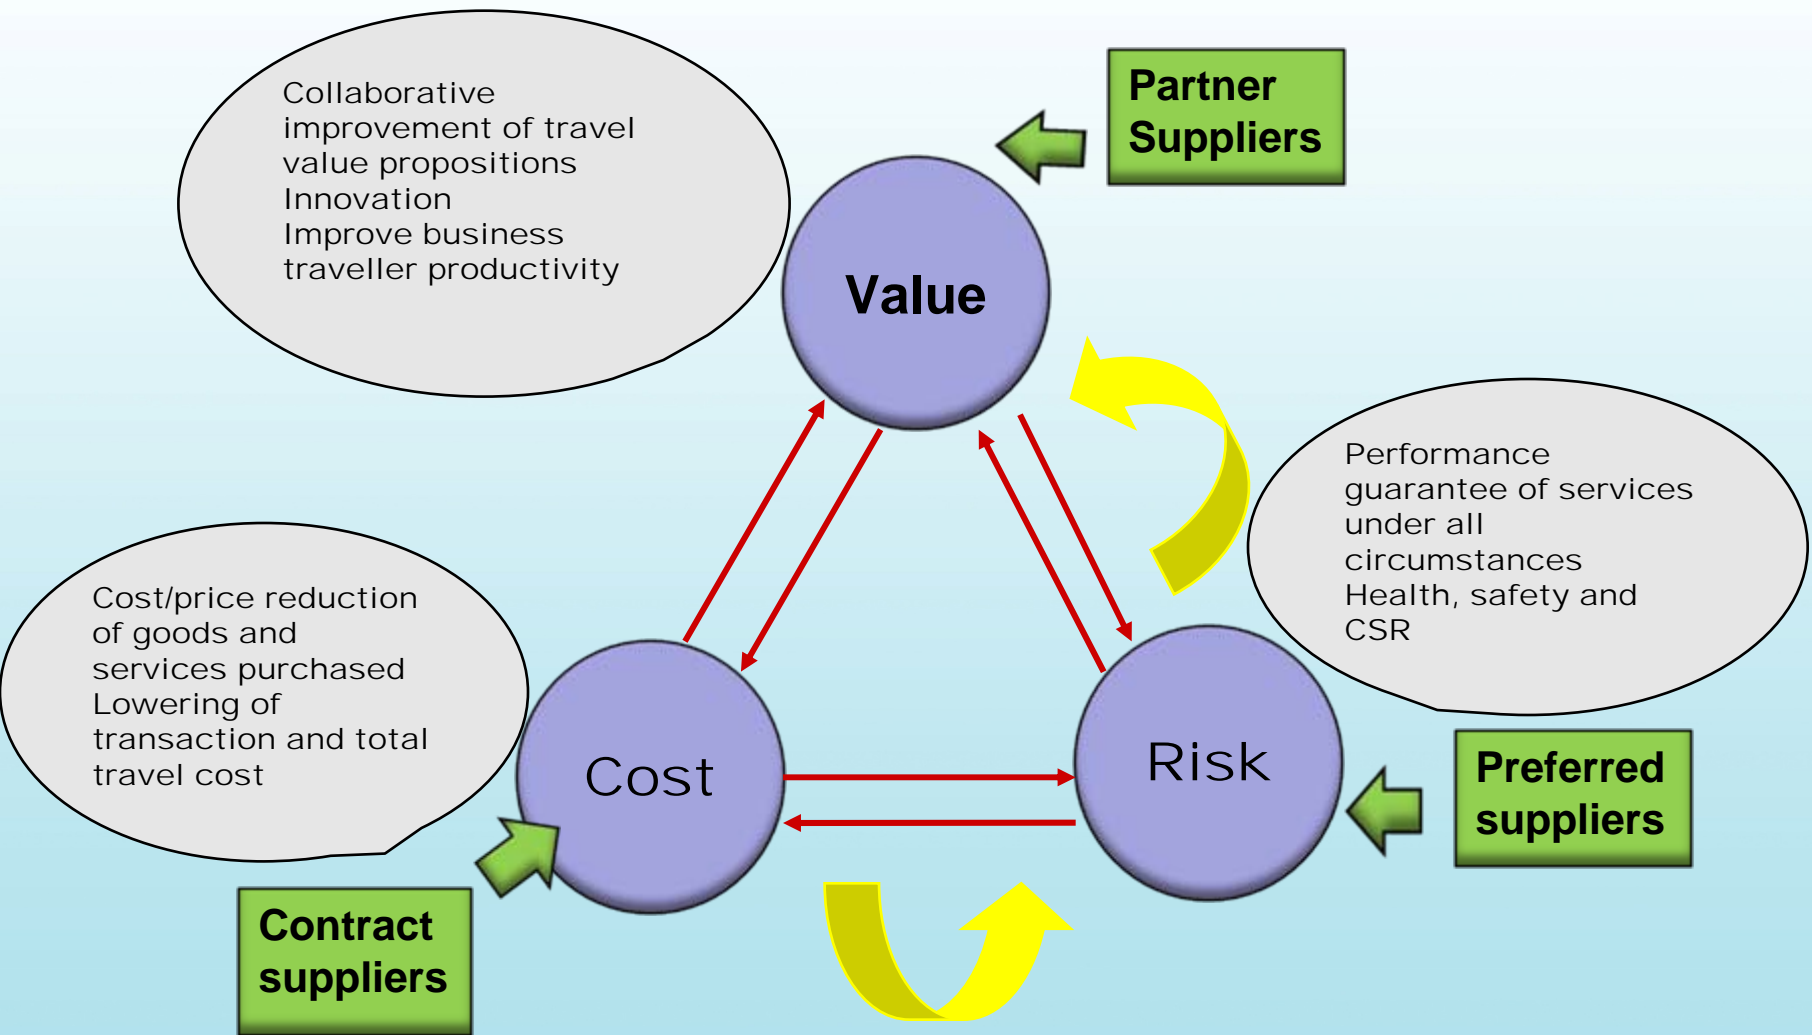 Collaborative
improvement of travel
value propositions
Innovation
Improve business
traveller productivity
Partner
Suppliers
Value
Performance
guarantee of services
under all
circumstances
Health, safety and
CSR
Cost/price reduction
of goods and
services purchased
Lowering of
transaction and total
travel cost
Cost
Risk
Preferred
suppliers
Contract
suppliers